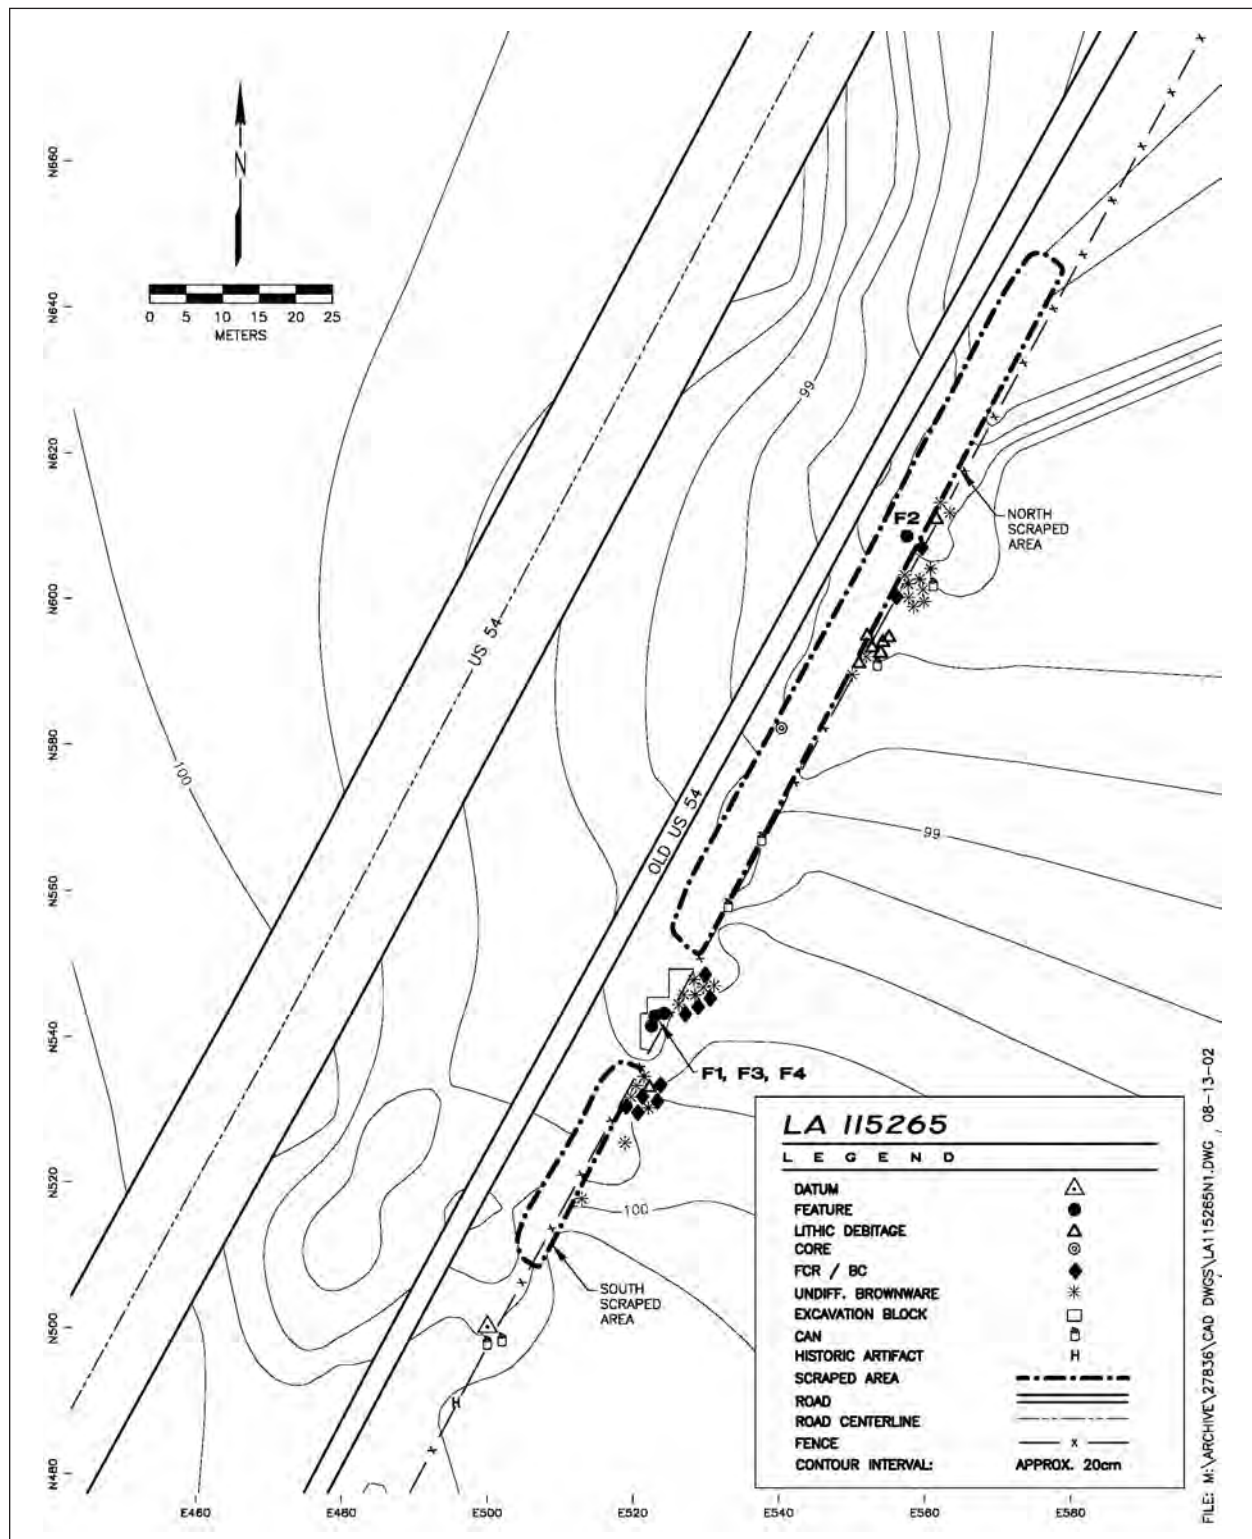 N
0 5 10 15 20 25
METERS
N660
N640
N620
N600
N580
N560
N540
N520
N500
N480
E460
E480
E500
E520
E540
E560
E580
US 54
OLD US 54
99
100
99
100
F2
NORTH
SCRAPED
AREA
F1, F3, F4
SOUTH
SCRAPED
AREA
H
LA 115265
LEGEND
DATUM
FEATURE
LITHIC DEBITAGE
CORE
FCR / BC
UNDIFF. BROWNWARE
EXCAVATION BLOCK
CAN
HISTORIC ARTIFACT H
SCRAPED AREA
ROAD
ROAD CENTERLINE
FENCE x
CONTOUR INTERVAL: APPROX. 20cm
FILE: M:\ARCHIVE\27836\CAD DWGS\LA115265N1.DWG 08-13-02